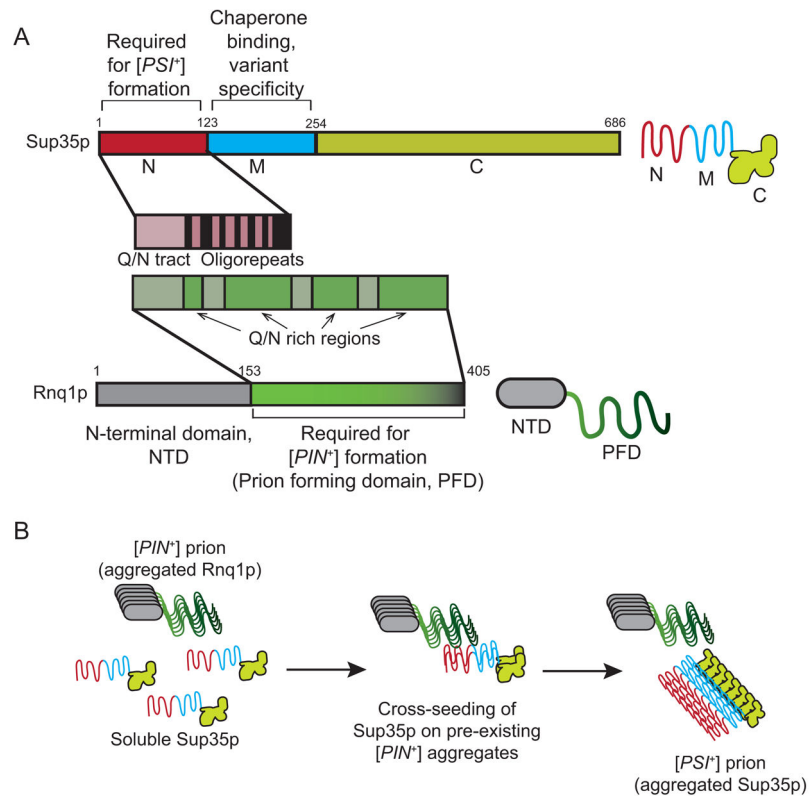 A
Required
for [PSI⁺]
formation
Chaperone
binding,
variant
specificity
1
123
254
686
Sup35p
N
M
C
N
M
C
Q/N tract
Oligorepeats
Q/N rich regions
1
153
405
Rnq1p
N-terminal domain,
NTD
Required for
[PIN⁺] formation
(Prion forming domain, PFD)
NTD
PFD
B
[PIN⁺] prion
(aggregated Rnq1p)
Soluble Sup35p
Cross-seeding of
Sup35p on pre-existing
[PIN⁺] aggregates
[PSI⁺] prion
(aggregated Sup35p)